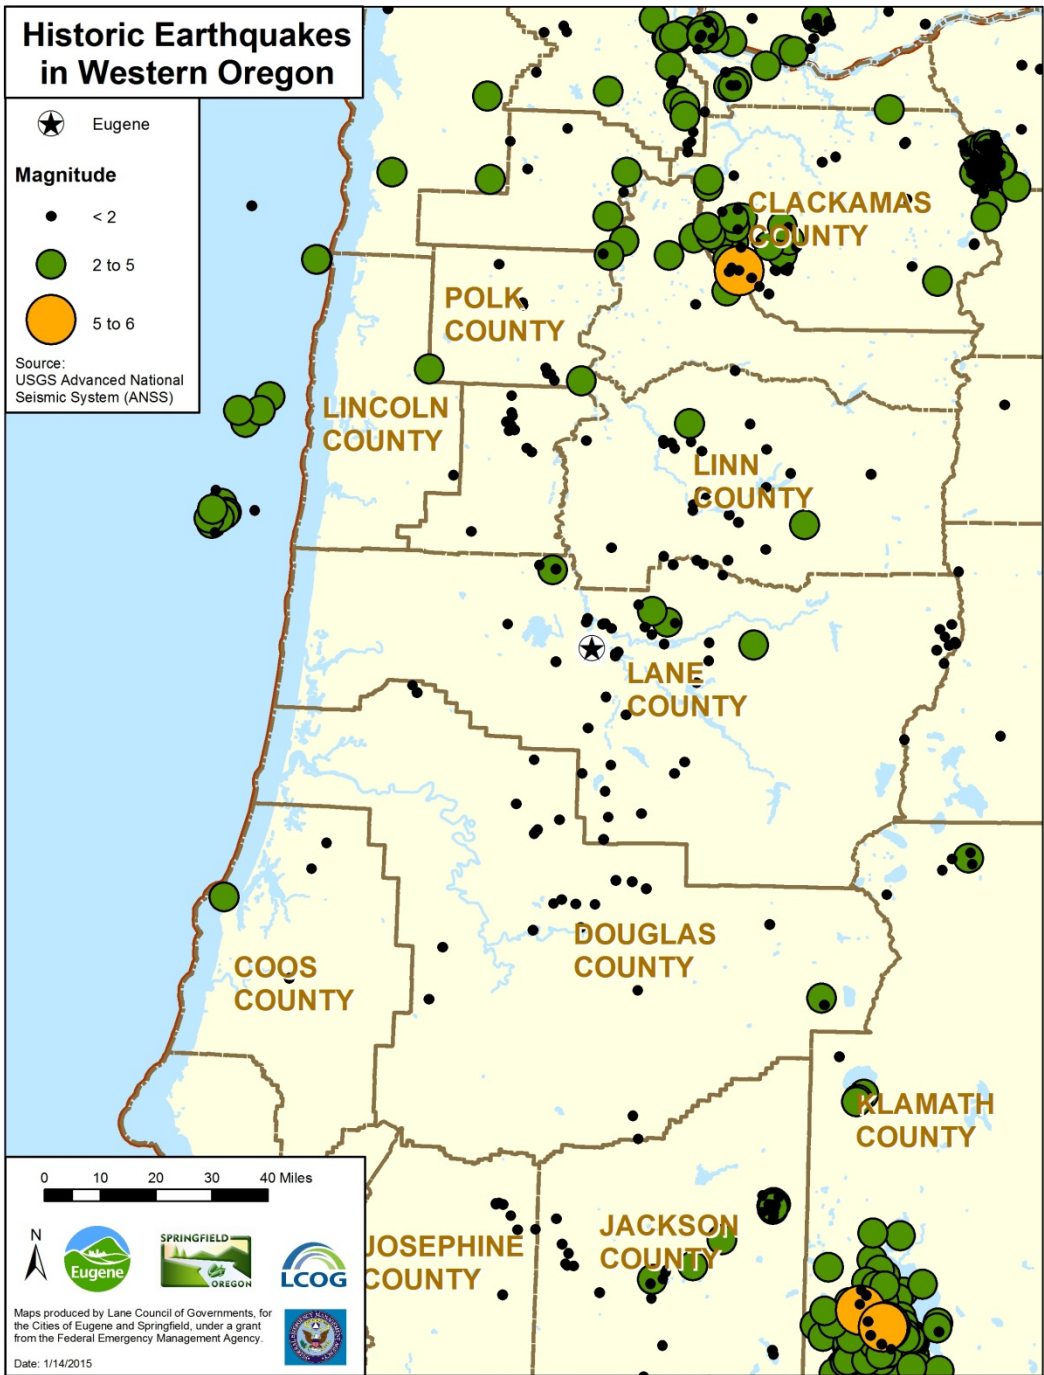 Historic Earthquakes
in Western Oregon
Eugene
Magnitude
< 2
2 to 5
5 to 6
Source:
USGS Advanced National
Seismic System (ANSS)
CLACKAMAS
COUNTY
POLK
COUNTY
LINCOLN
COUNTY
LINN
COUNTY
LANE
COUNTY
DOUGLAS
COUNTY
COOS
COUNTY
KLAMATH
COUNTY
JACKSON
COUNTY
JOSEPHINE
COUNTY
0 10 20 30 40 Miles
N
Eugene
SPRINGFIELD
OREGON
LCOG
Maps produced by Lane Council of Governments, for
the Cities of Eugene and Springfield, under a grant
from the Federal Emergency Management Agency.
Date: 1/14/2015